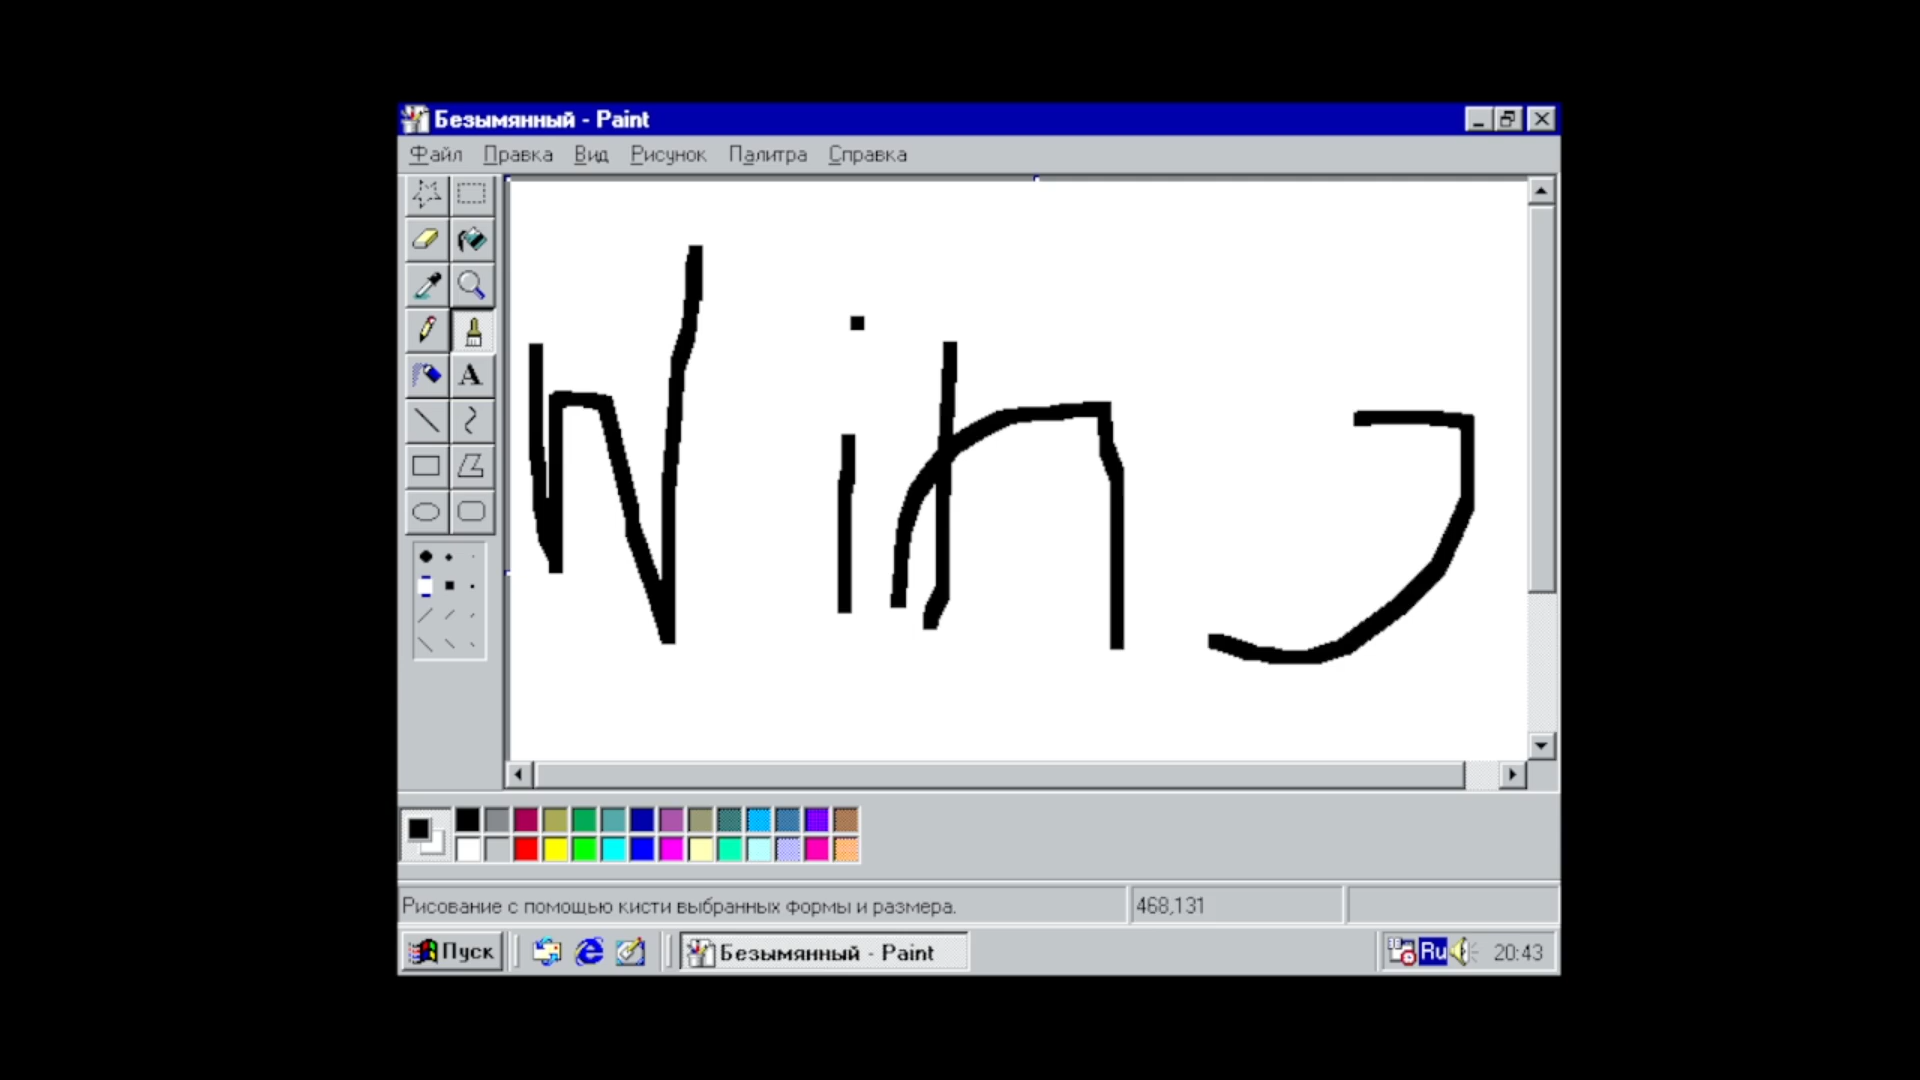 Безымянный - Paint
Файл Правка Вид Рисунок Палитра Справка
A
Win
Рисование с помощью кисти выбранных формы и размера. 468,131
Пуск Безымянный - Paint Ru 20:43